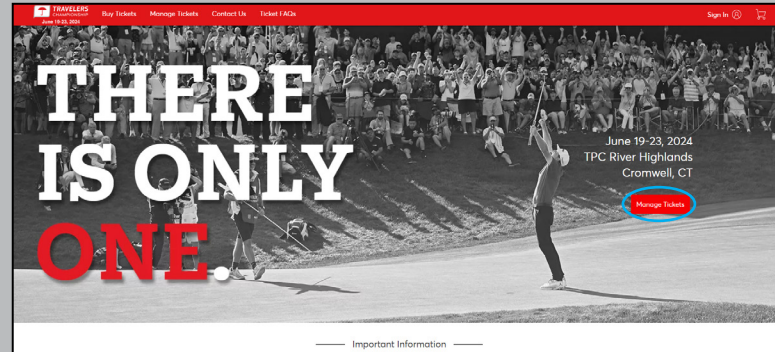 TRAVELERS
CHAMPIONSHIP
June 19-23, 2024
Buy Tickets
Manage Tickets
Contact Us
Ticket FAQs
Sign In
THERE
IS ONLY
ONE.
June 19-23, 2024
TPC River Highlands
Cromwell, CT
Manage Tickets
Important Information